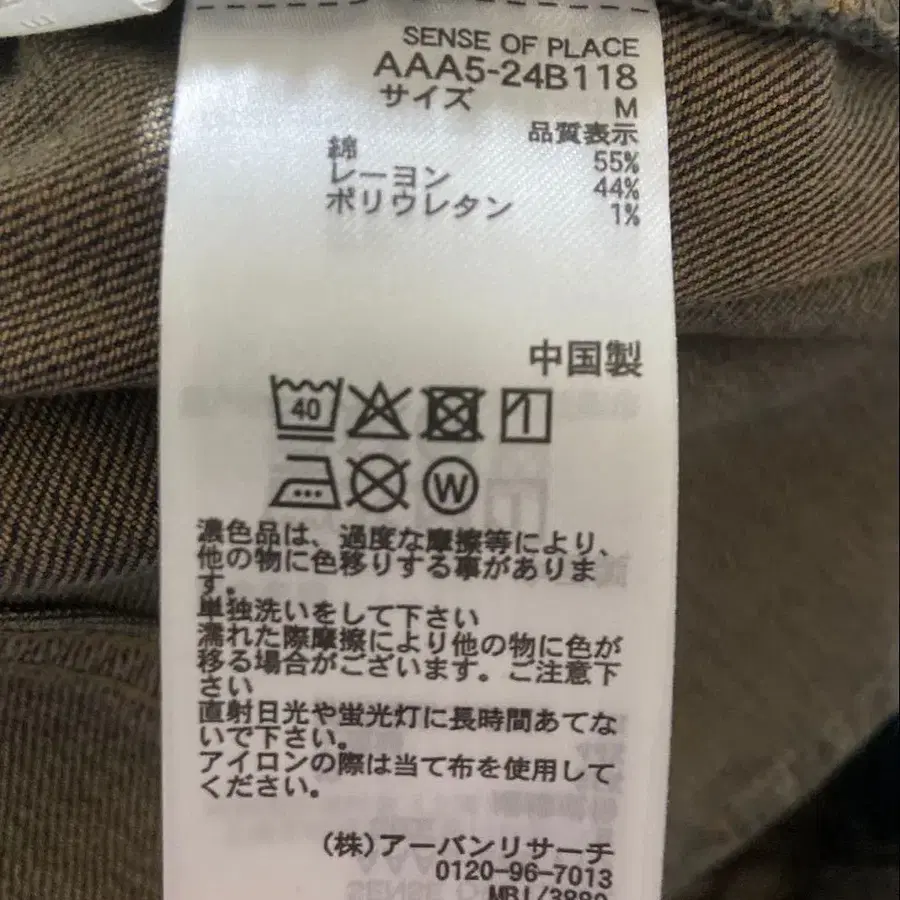 SENSE OF PLACE
AAA5-24B118
サイズ M
品質表示
綿 55%
レーヨン 44%
ポリウレタン 1%
中国製
40
W
濃色品は、過度な摩擦等により、
他の物に色移りする事がありま
す。
単独洗いをして下さい
濡れた際摩擦により他の物に色が
移る場合がございます。ご注意下
さい
直射日光や蛍光灯に長時間あてな
いで下さい。
アイロンの際は当て布を使用して
ください。
(株)アーバンリサーチ
0120-96-7013